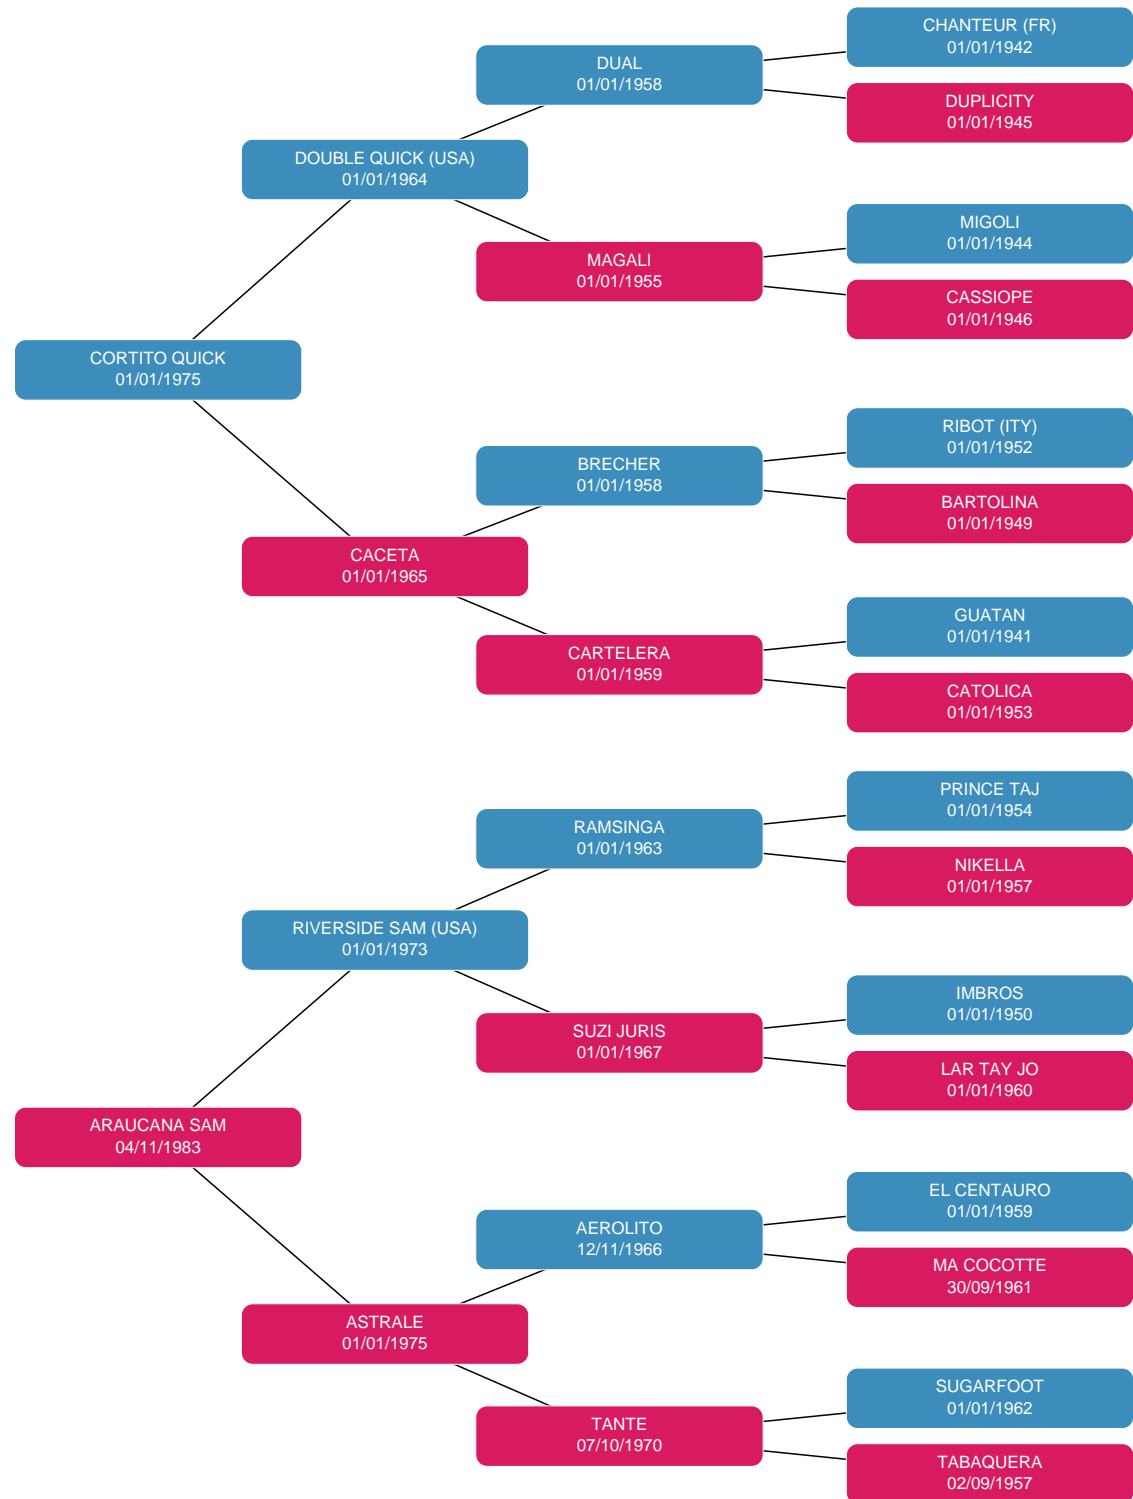 CHANTEUR (FR)
01/01/1942
DUAL
01/01/1958
DUPLICITY
01/01/1945
DOUBLE QUICK (USA)
01/01/1964
MIGOLI
01/01/1944
MAGALI
01/01/1955
CASSIOPE
01/01/1946
CORTITO QUICK
01/01/1975
RIBOT (ITY)
01/01/1952
BRECHER
01/01/1958
BARTOLINA
01/01/1949
CACETA
01/01/1965
GUATAN
01/01/1941
CARTELERA
01/01/1959
CATOLICA
01/01/1953
PRINCE TAJ
01/01/1954
RAMSINGA
01/01/1963
NIKELLA
01/01/1957
RIVERSIDE SAM (USA)
01/01/1973
IMBROS
01/01/1950
SUZI JURIS
01/01/1967
LAR TAY JO
01/01/1960
ARAUCANA SAM
04/11/1983
EL CENTAURO
01/01/1959
AEROLITO
12/11/1966
MA COCOTTE
30/09/1961
ASTRALE
01/01/1975
SUGARFOOT
01/01/1962
TANTE
07/10/1970
TABAQUERA
02/09/1957